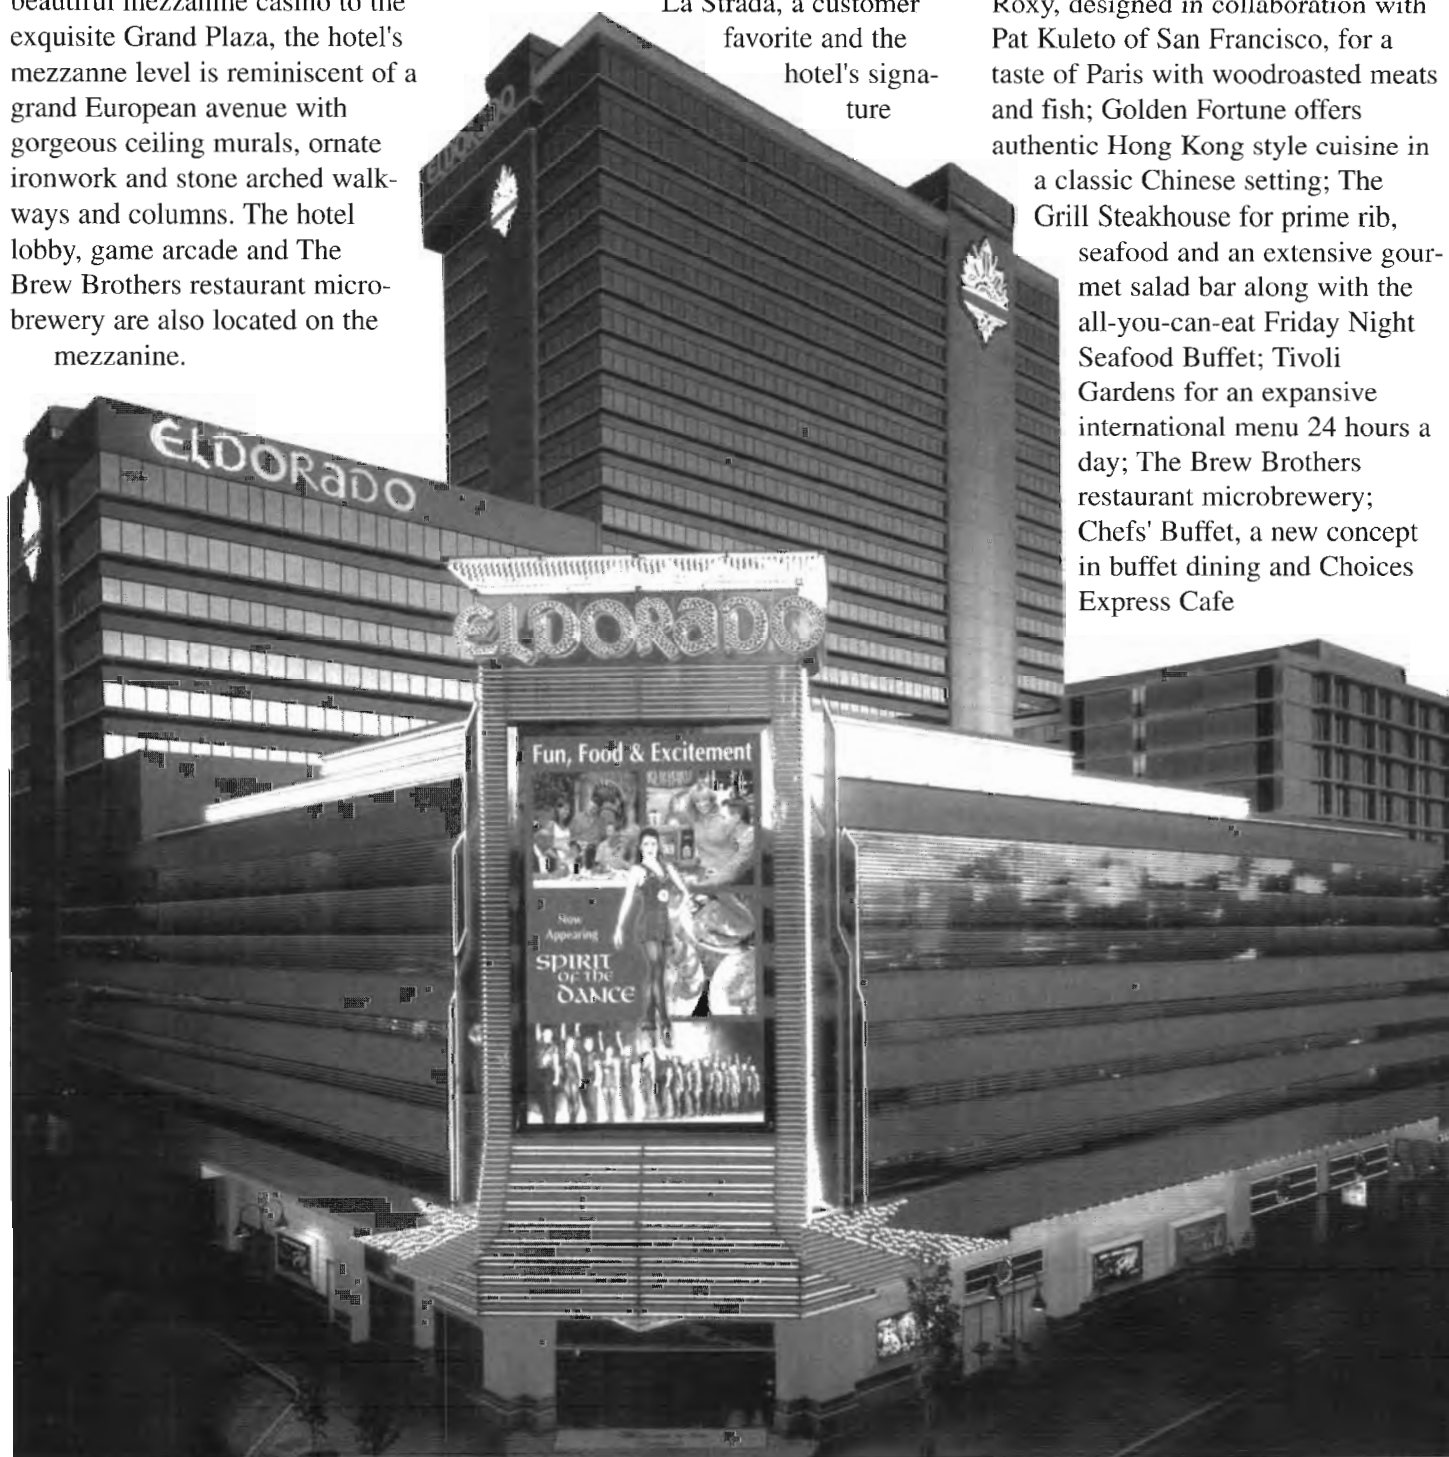 beautiful mezzanine casino to the
exquisite Grand Plaza, the hotel's
mezzanne level is reminiscent of a
grand European avenue with
gorgeous ceiling murals, ornate
ironwork and stone arched walk-
ways and columns. The hotel
lobby, game arcade and The
Brew Brothers restaurant micro-
brewery are also located on the
mezzanine.
La Strada, a customer
favorite and the
hotel's signa-
ture
Roxy, designed in collaboration with
Pat Kuleto of San Francisco, for a
taste of Paris with woodroasted meats
and fish; Golden Fortune offers
authentic Hong Kong style cuisine in
a classic Chinese setting; The
Grill Steakhouse for prime rib,
seafood and an extensive gour-
met salad bar along with the
all-you-can-eat Friday Night
Seafood Buffet; Tivoli
Gardens for an expansive
international menu 24 hours a
day; The Brew Brothers
restaurant microbrewery;
Chefs' Buffet, a new concept
in buffet dining and Choices
Express Cafe
ELDORADO
ELDORADO
ELDORADO
ELDORADO
Fun, Food & Excitement
Now
Appearing
SPIRIT
OF THE
DANCE